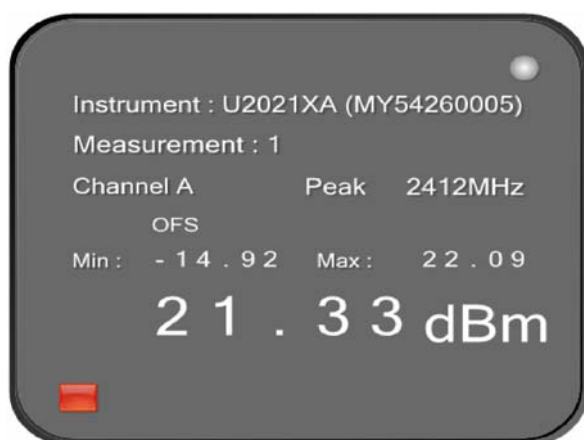 Instrument : U2021XA (MY54260005)
Measurement : 1
Channel A Peak 2412MHz
OFS
Min : -14.92 Max : 22.09
21.33 dBm